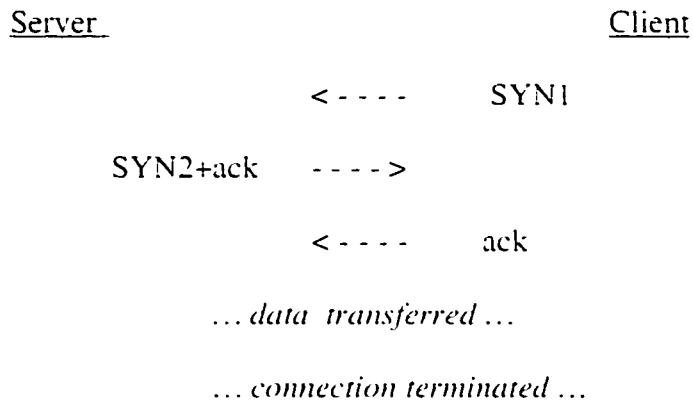 Server Client
<---- SYN1
SYN2+ack ---->
<---- ack
... data transferred ...
... connection terminated ...